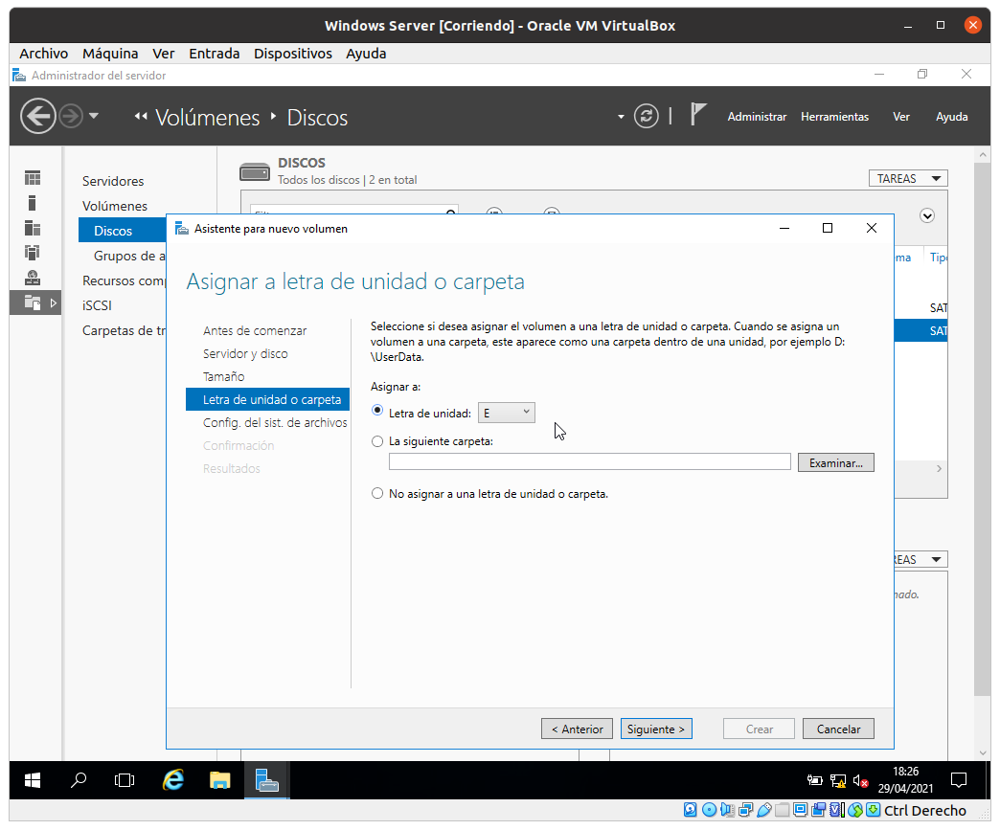 Windows Server [Corriendo] - Oracle VM VirtualBox
Archivo Máquina Ver Entrada Dispositivos Ayuda
Administrador del servidor
Volúmenes Discos
Administrar Herramientas Ver Ayuda
Servidores
Volúmenes
Discos
Grupos de a
Recursos comp
iSCSI
Carpetas de tr
DISCOS
Todos los discos | 2 en total
TAREAS
ma Tipo
SAT
SAT
Asistente para nuevo volumen
Asignar a letra de unidad o carpeta
Antes de comenzar
Servidor y disco
Tamaño
Letra de unidad o carpeta
Config. del sist. de archivos
Confirmación
Resultados
Seleccione si desea asignar el volumen a una letra de unidad o carpeta. Cuando se asigna un
volumen a una carpeta, este aparece como una carpeta dentro de una unidad, por ejemplo D:
\UserData.
Asignar a:
Letra de unidad: E
La siguiente carpeta:
Examinar...
No asignar a una letra de unidad o carpeta.
REAS
nado.
< Anterior Siguiente > Crear Cancelar
18:26
29/04/2021
Ctrl Derecho